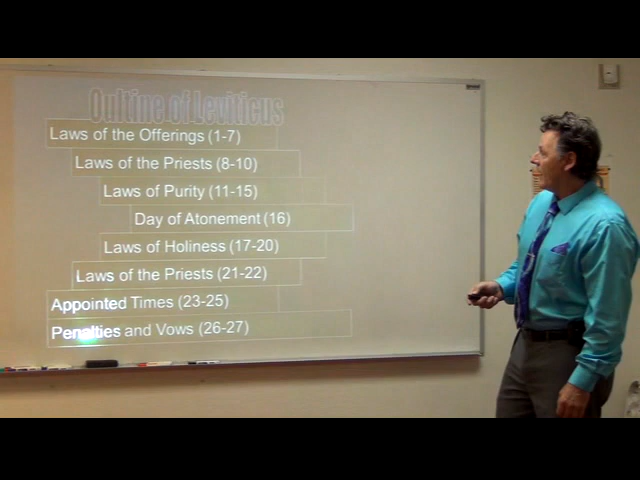 Oultine of Leviticus
Laws of the Offerings (1-7)
Laws of the Priests (8-10)
Laws of Purity (11-15)
Day of Atonement (16)
Laws of Holiness (17-20)
Laws of the Priests (21-22)
Appointed Times (23-25)
Penalties and Vows (26-27)